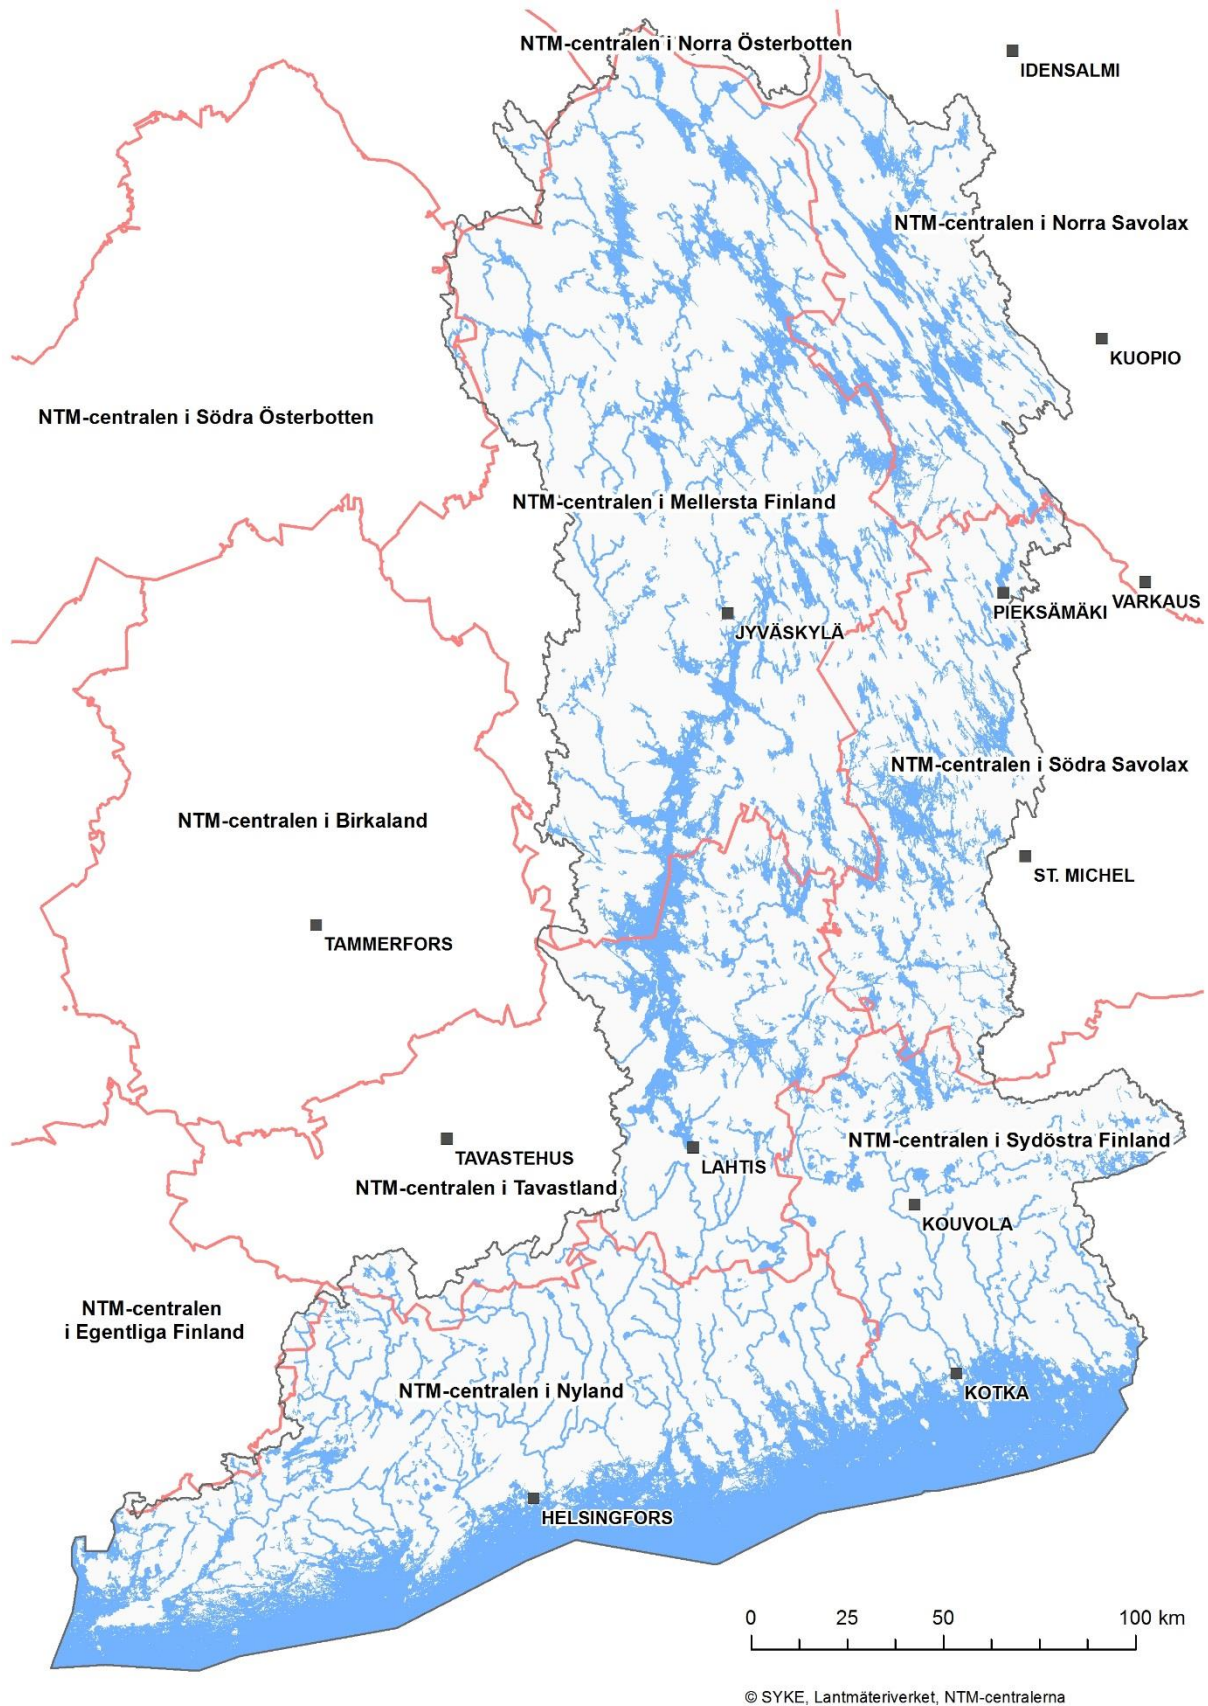 NTM-centralen i Norra Österbotten
IDENSALMI
NTM-centralen i Norra Savolax
KUOPIO
NTM-centralen i Södra Österbotten
NTM-centralen i Mellersta Finland
VARKAUS
PIEKSÄMÄKI
JYVÄSKYLÄ
NTM-centralen i Södra Savolax
NTM-centralen i Birkaland
ST. MICHEL
TAMMERFORS
NTM-centralen i Sydöstra Finland
TAVASTEHUS
LAHTIS
NTM-centralen i Tavastland
KOUVOLA
NTM-centralen
i Egentliga Finland
NTM-centralen i Nyland
KOTKA
HELSINGFORS
0 25 50 100 km
© SYKE, Lantmäteriverket, NTM-centralerna